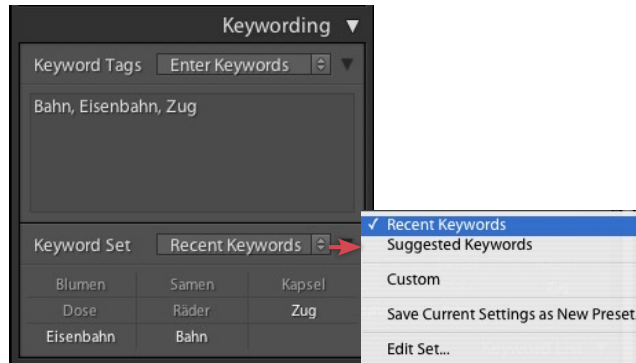 Keywording
Keyword Tags Enter Keywords
Bahn, Eisenbahn, Zug
Keyword Set Recent Keywords
Blumen Samen Kapsel
Dose Räder Zug
Eisenbahn Bahn
✓ Recent Keywords
Suggested Keywords
Custom
Save Current Settings as New Preset
Edit Set...